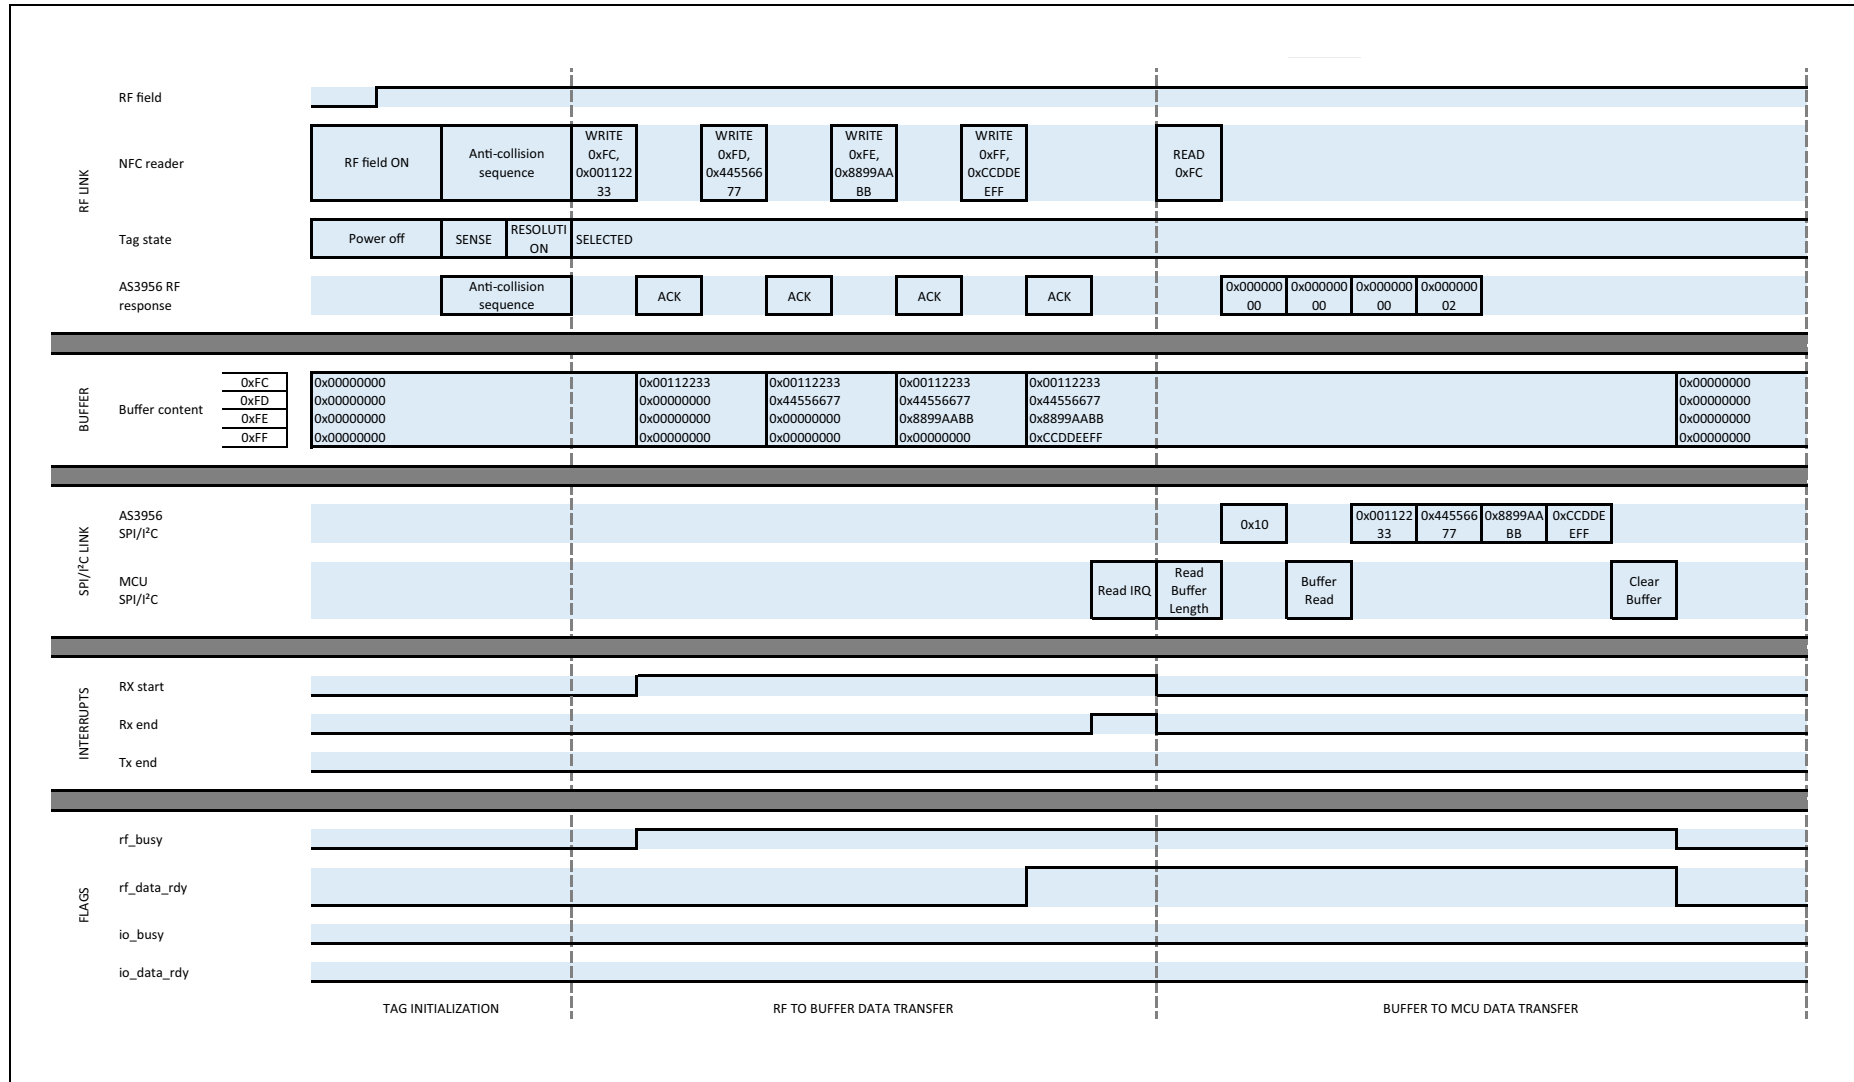 RF LINK
RF field
NFC reader
RF field ON
Anti-collision
sequence
WRITE
0xFC,
0x001122
33
WRITE
0xFD,
0x445566
77
WRITE
0xFE,
0x8899AA
BB
WRITE
0xFF,
0xCCDDE
EFF
READ
0xFC
Tag state
Power off
SENSE
RESOLUTI
ON
SELECTED
AS3956 RF
response
Anti-collision
sequence
ACK
ACK
ACK
ACK
0x000000
00
0x000000
00
0x000000
00
0x000000
02
BUFFER
Buffer content
0xFC
0xFD
0xFE
0xFF
0x00000000
0x00000000
0x00000000
0x00000000
0x00112233
0x00000000
0x00000000
0x00000000
0x00112233
0x44556677
0x00000000
0x00000000
0x00112233
0x44556677
0x8899AABB
0x00000000
0x00112233
0x44556677
0x8899AABB
0xCCDDEEFF
0x00000000
0x00000000
0x00000000
0x00000000
SPI/I²C LINK
AS3956
SPI/I²C
0x10
0x001122
33
0x445566
77
0x8899AA
BB
0xCCDDE
EFF
MCU
SPI/I²C
Read IRQ
Read
Buffer
Length
Buffer
Read
Clear
Buffer
INTERRUPTS
RX start
Rx end
Tx end
FLAGS
rf_busy
rf_data_rdy
io_busy
io_data_rdy
TAG INITIALIZATION
RF TO BUFFER DATA TRANSFER
BUFFER TO MCU DATA TRANSFER